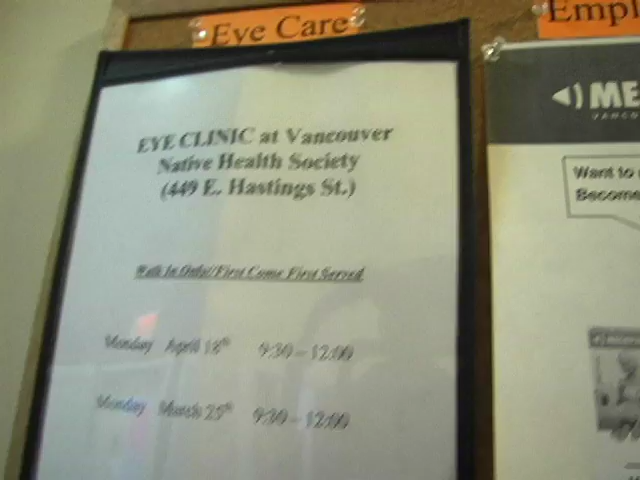 Eye Care
EYE CLINIC at Vancouver
Native Health Society
(449 E. Hastings St.)
Walk In Only/First Come First Served
Monday April 18th 9:30 – 12:00
Monday March 25th 9:30 – 12:00
Empl
ME
VANCO
Want to
Become